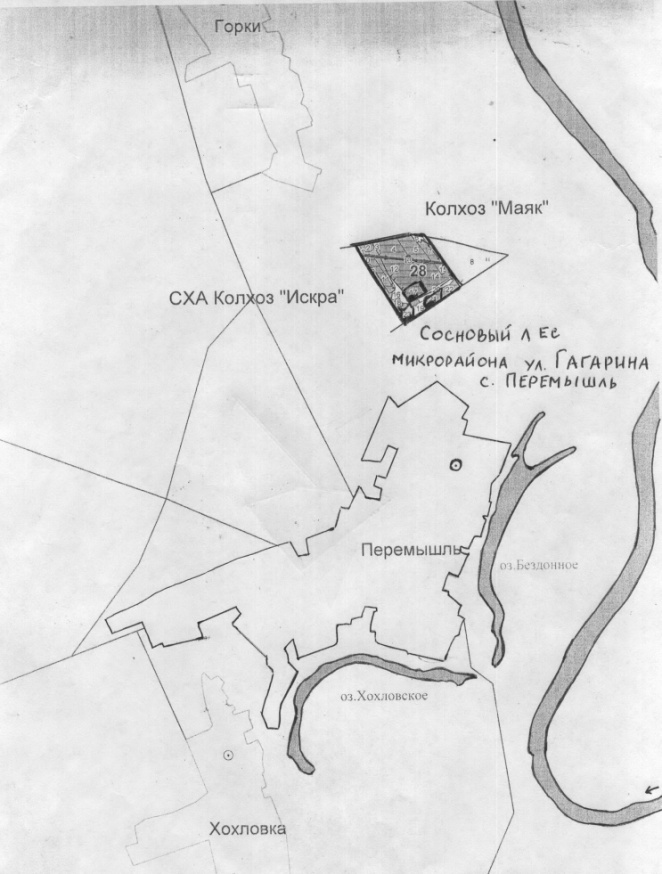 Горки
Колхоз "Маяк"
28
8
СХА Колхоз "Искра"
Сосновый лес
микрорайона ул. Гагарина
с. Перемышль
Перемышль
оз.Бездонное
оз.Хохловское
Хохловка